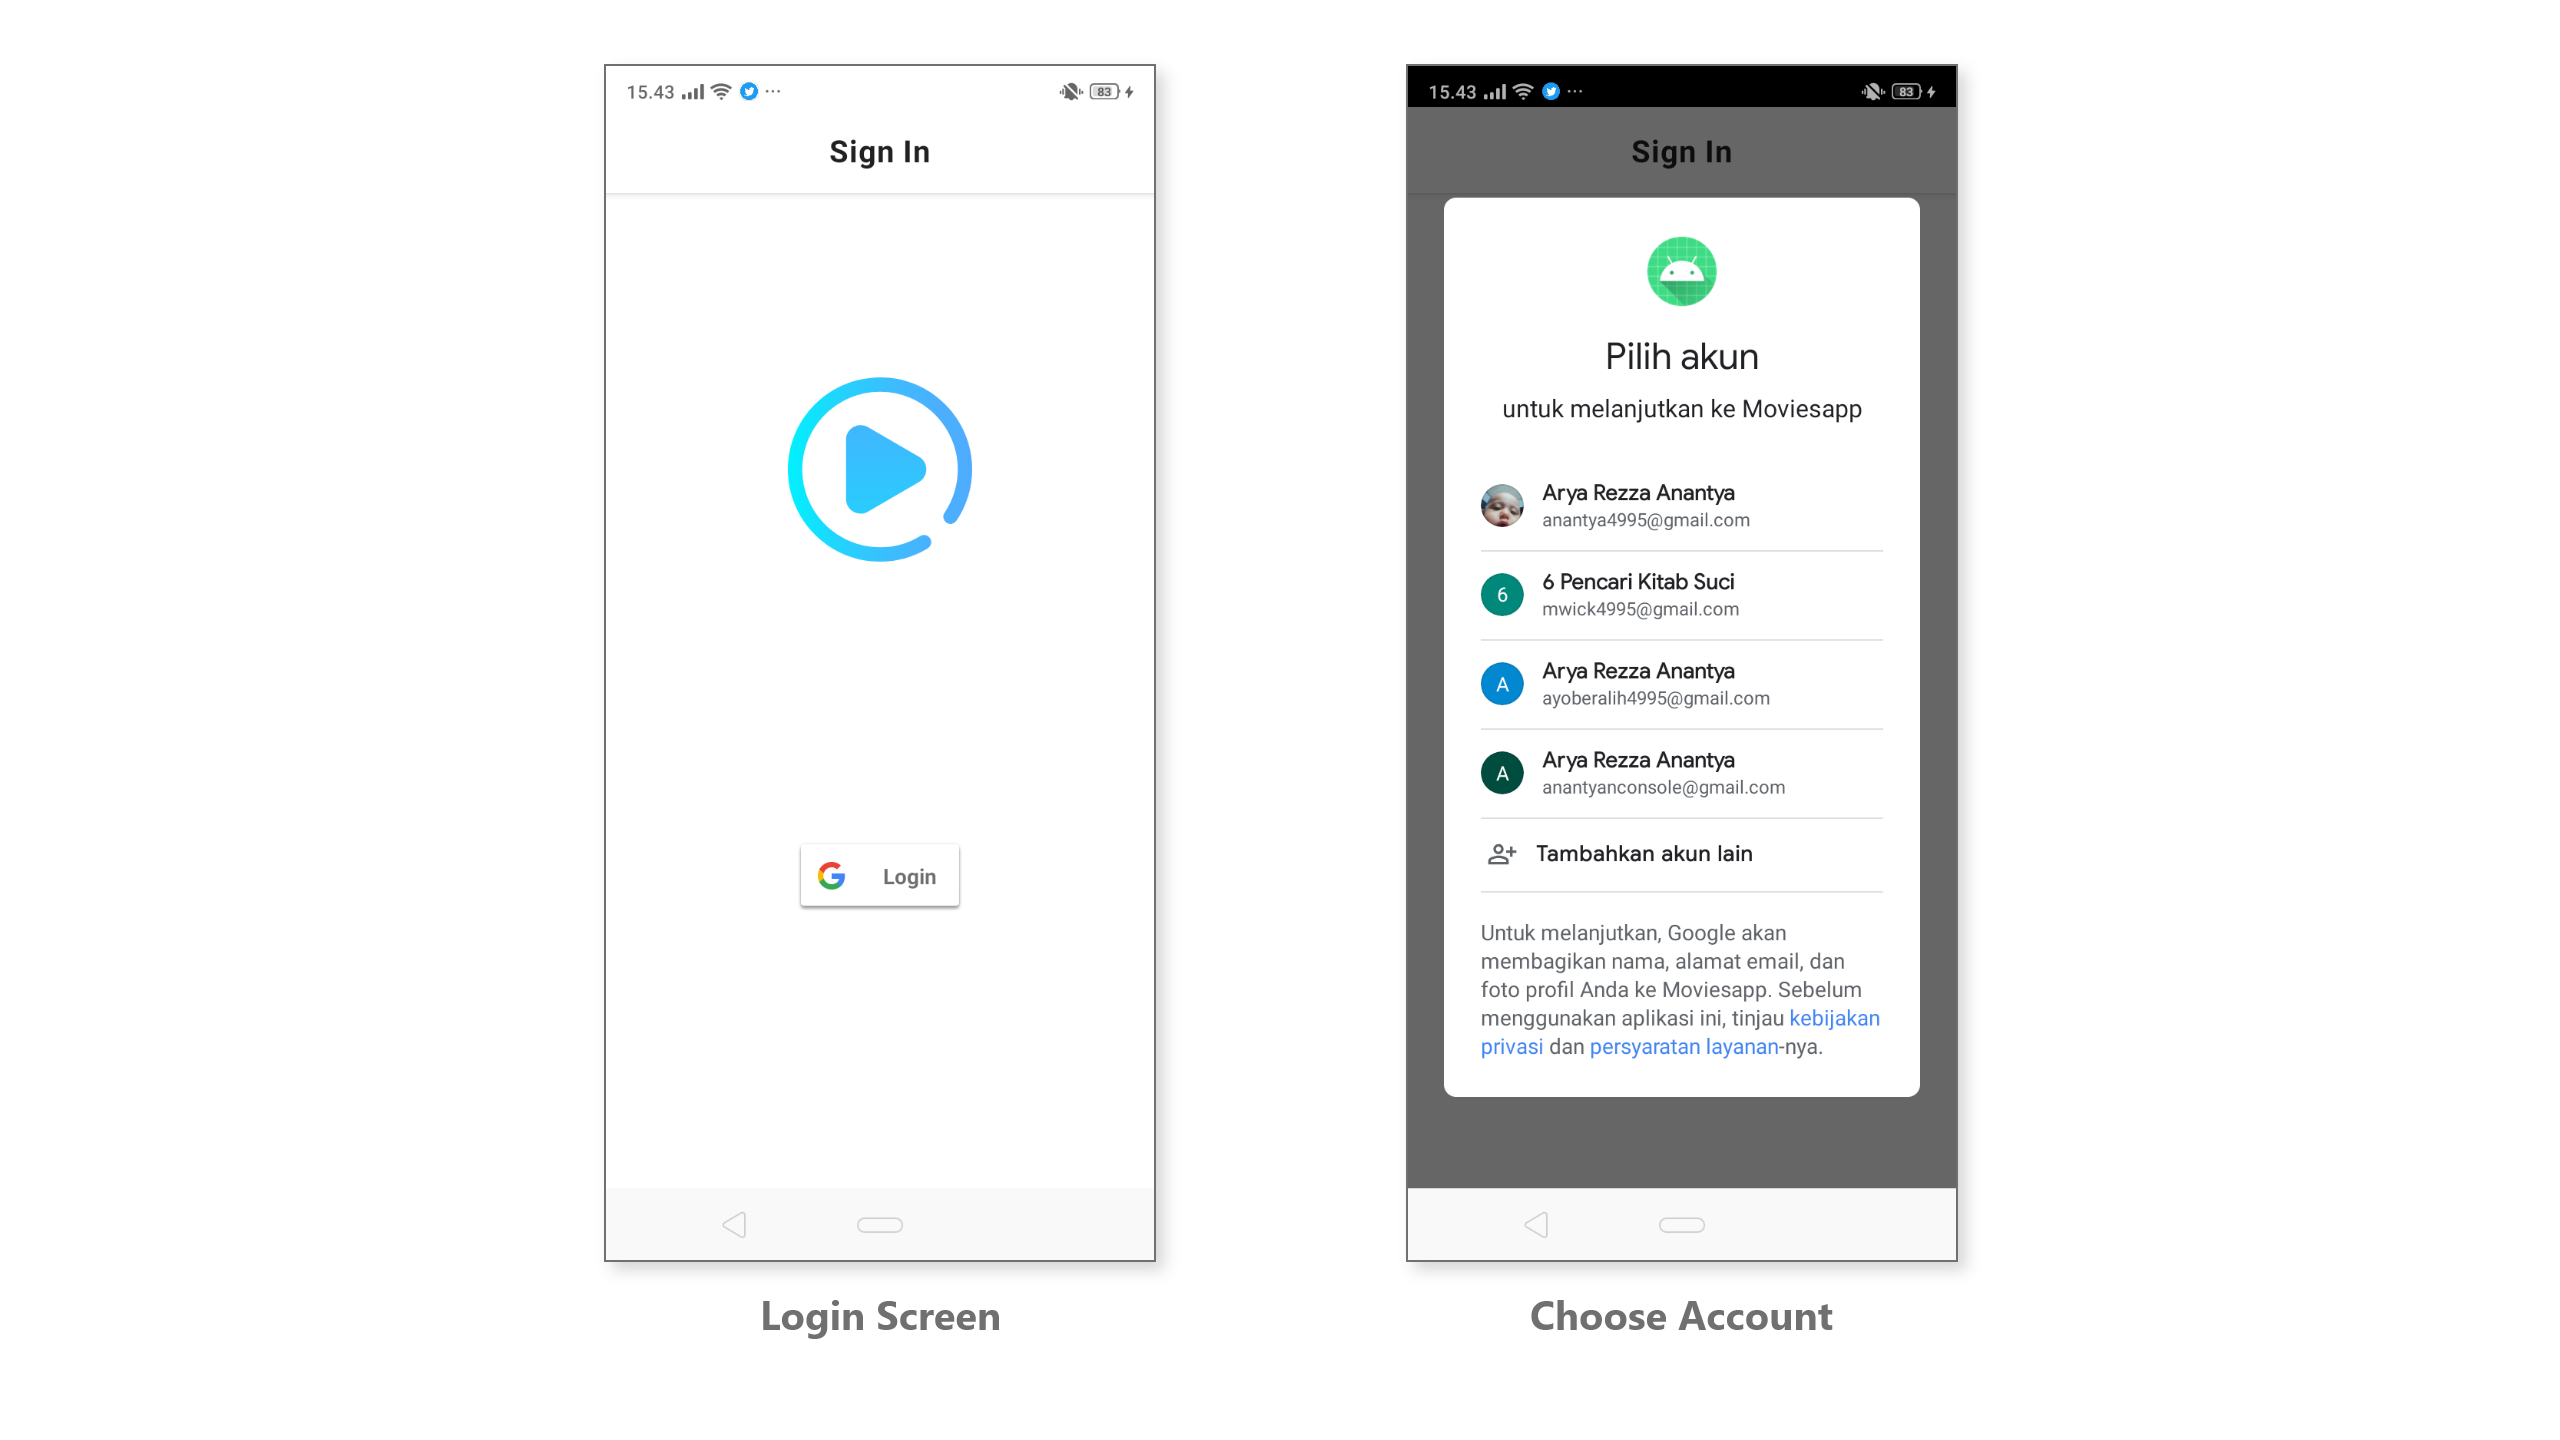 15.43
83
Sign In
Login
Login Screen
15.43
83
Sign In
Pilih akun
untuk melanjutkan ke Moviesapp
Arya Rezza Anantya
anantya4995@gmail.com
6
6 Pencari Kitab Suci
mwick4995@gmail.com
A
Arya Rezza Anantya
ayoberalih4995@gmail.com
A
Arya Rezza Anantya
anantyanconsole@gmail.com
Tambahkan akun lain
Untuk melanjutkan, Google akan
membagikan nama, alamat email, dan
foto profil Anda ke Moviesapp. Sebelum
menggunakan aplikasi ini, tinjau kebijakan
privasi dan persyaratan layanan-nya.
Choose Account